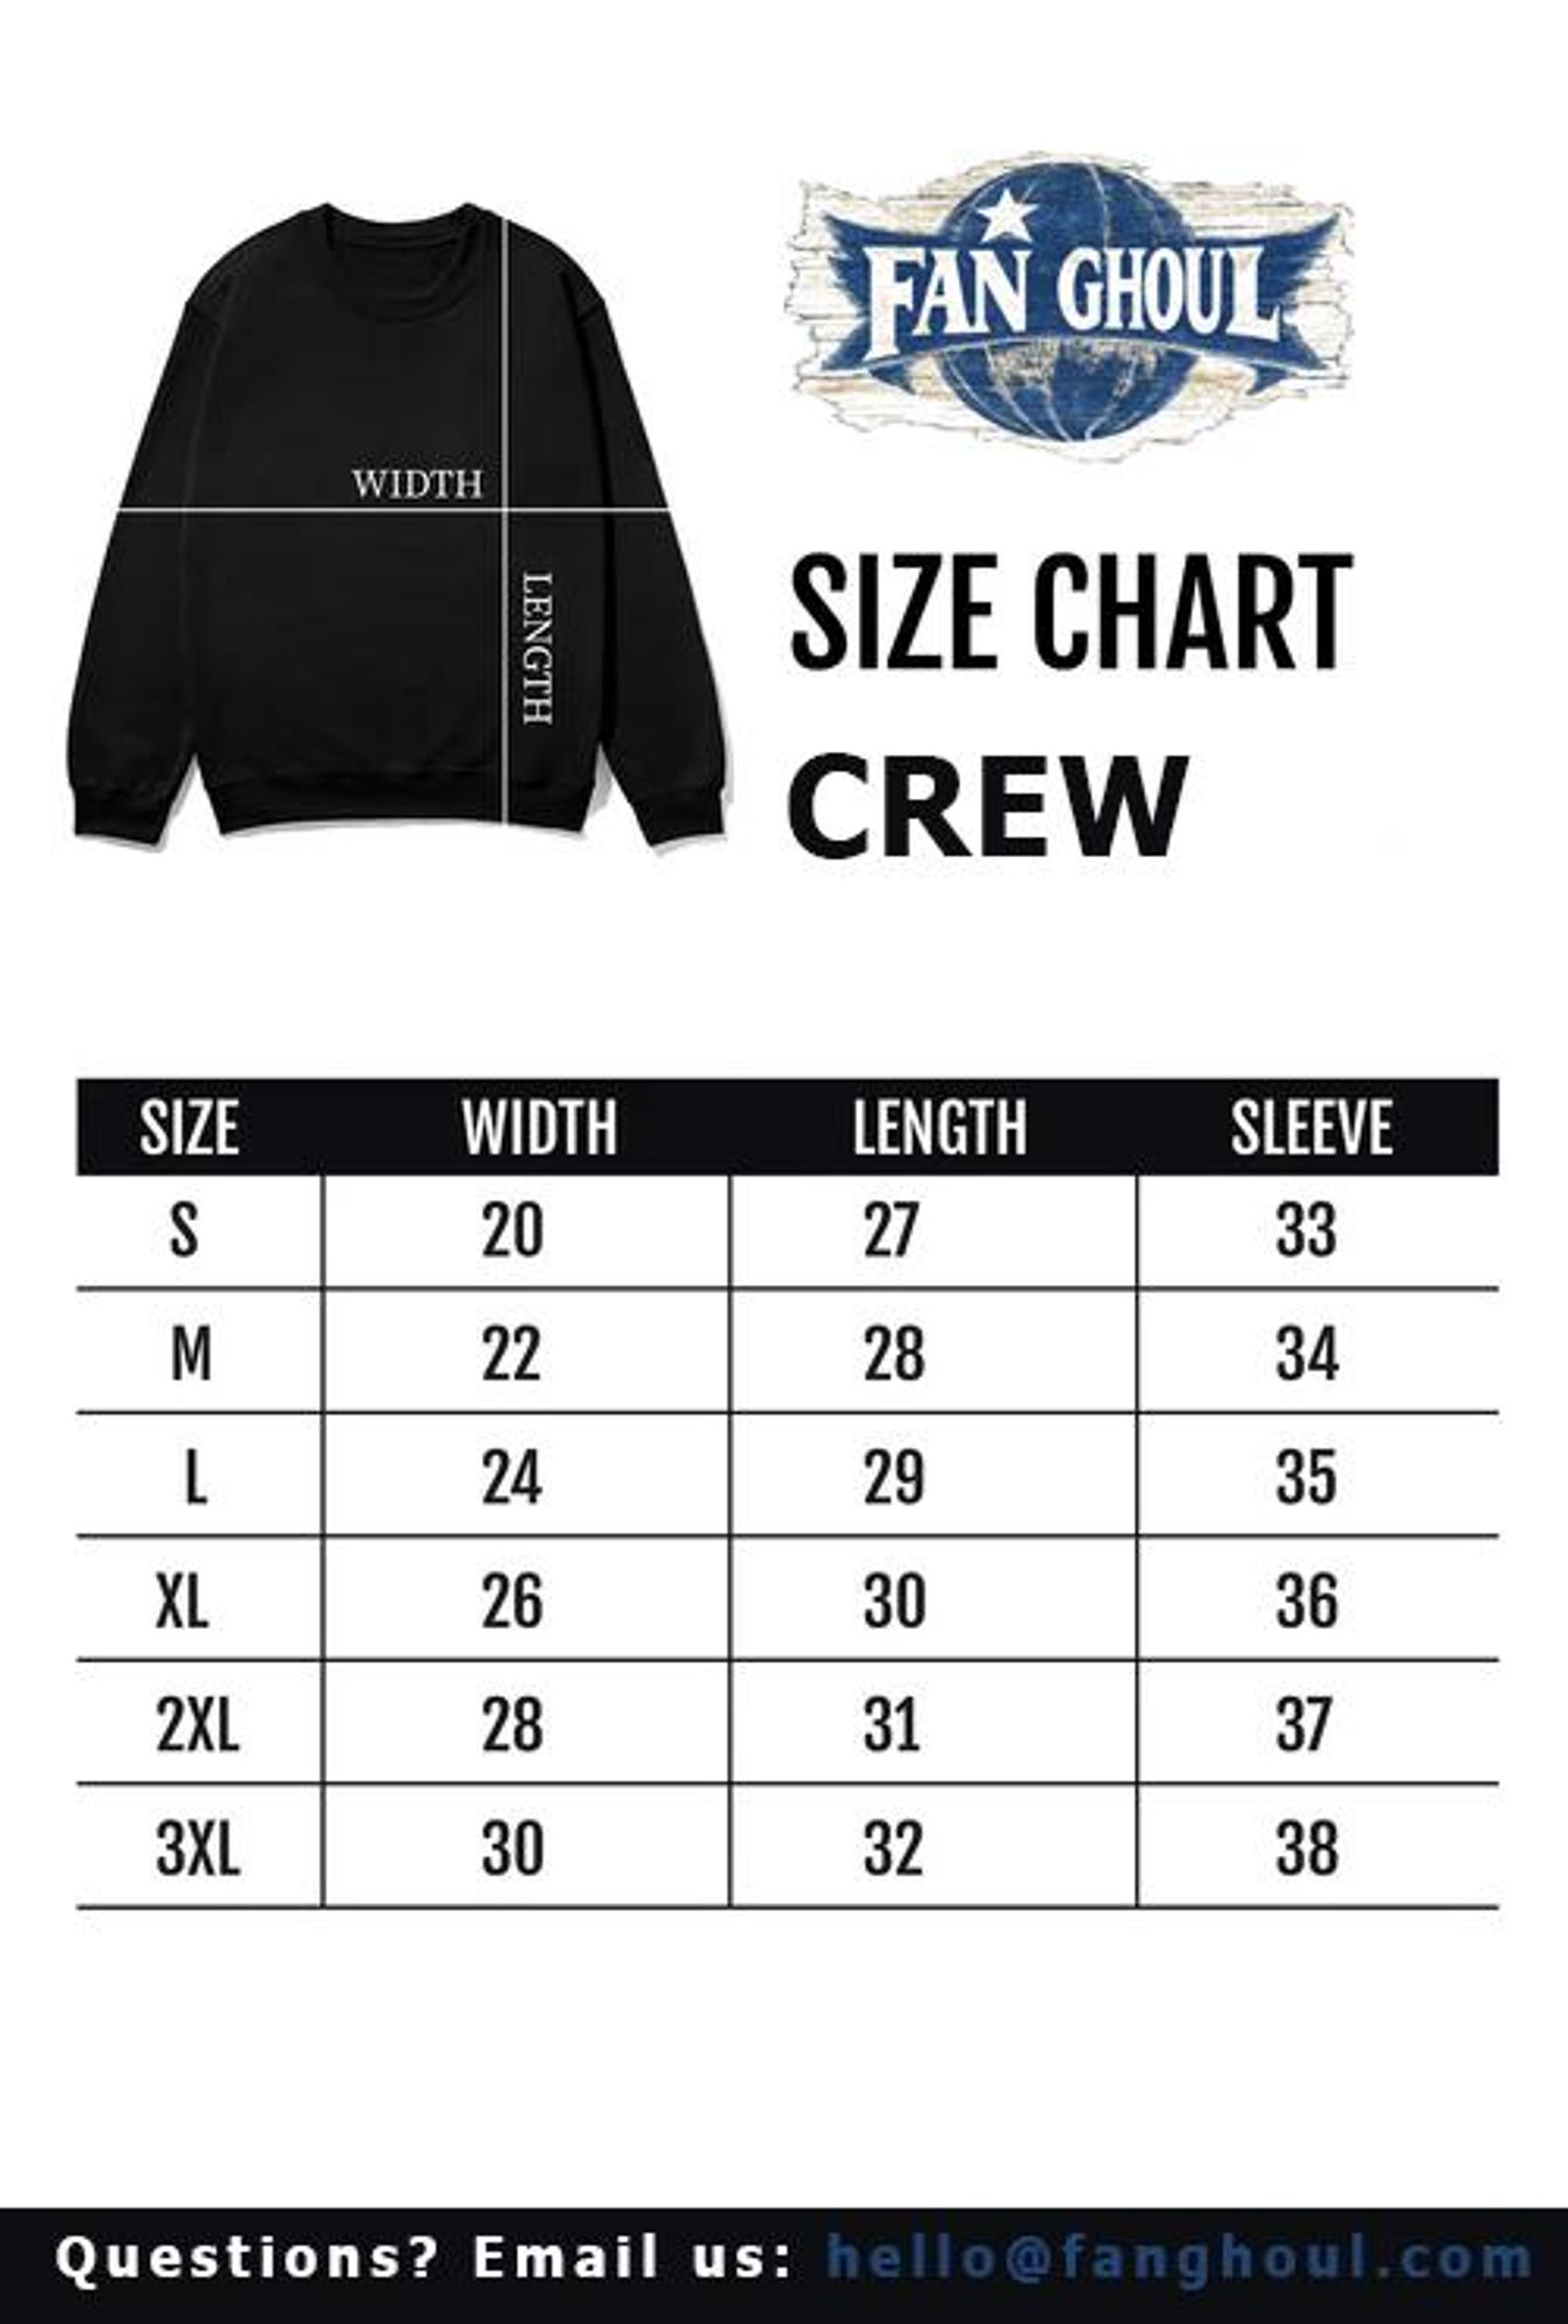 FAN GHOUL
WIDTH
LENGTH
SIZE CHART
CREW
SIZE WIDTH LENGTH SLEEVE
S 20 27 33
M 22 28 34
L 24 29 35
XL 26 30 36
2XL 28 31 37
3XL 30 32 38
Questions? Email us: hello@fanghoul.com